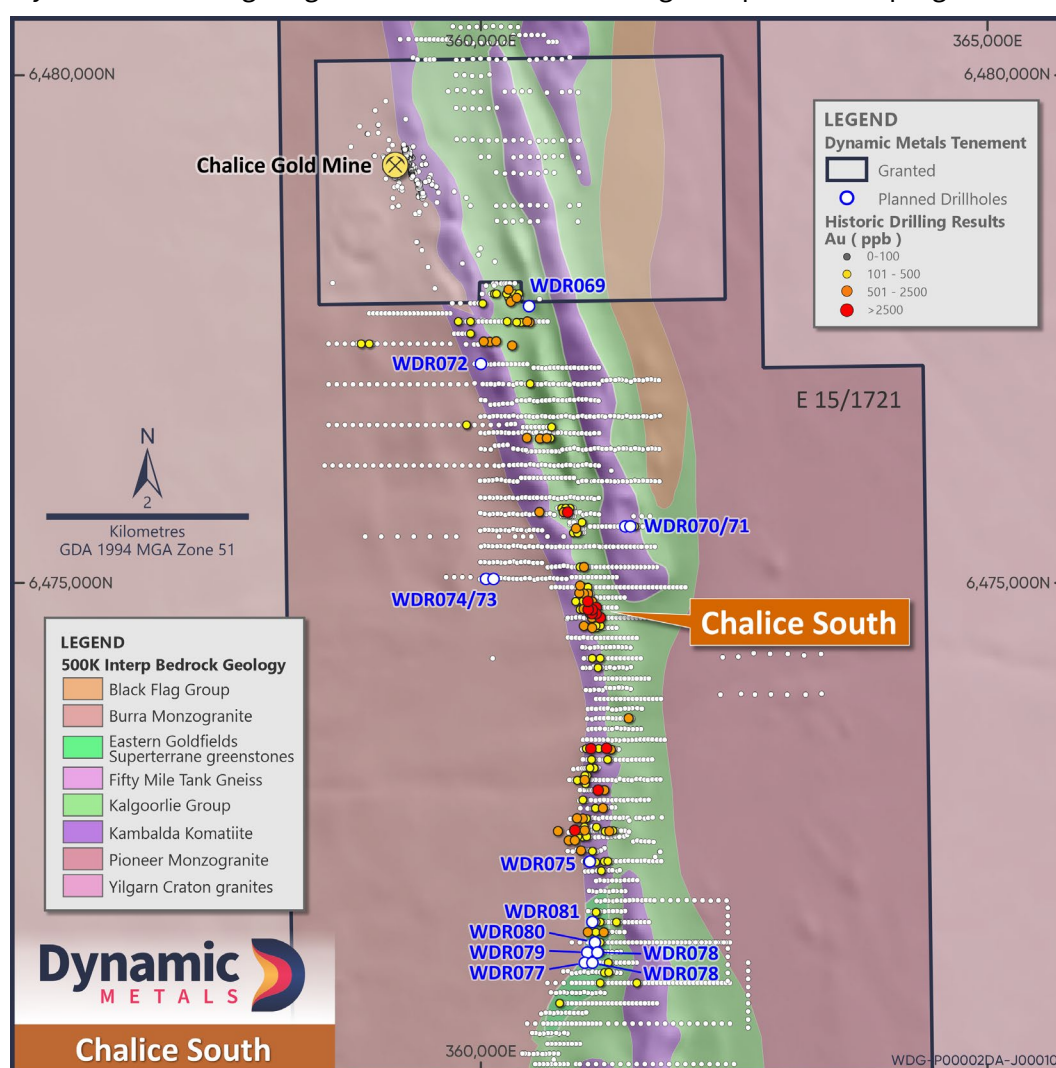 360,000E
365,000E
6,480,000N
6,480,000N
LEGEND
Dynamic Metals Tenement
Granted
Planned Drillholes
Historic Drilling Results
Au ( ppb )
0-100
101 - 500
501 - 2500
>2500
Chalice Gold Mine
WDR069
WDR072
E 15/1721
N
2
Kilometres
GDA 1994 MGA Zone 51
WDR070/71
6,475,000N
6,475,000N
WDR074/73
Chalice South
LEGEND
500K Interp Bedrock Geology
Black Flag Group
Burra Monzogranite
Eastern Goldfields
Superterrane greenstones
Fifty Mile Tank Gneiss
Kalgoorlie Group
Kambalda Komatiite
Pioneer Monzogranite
Yilgarn Craton granites
WDR075
WDR081
WDR080
WDR079
WDR078
WDR077
WDR078
Dynamic
METALS
Chalice South
360,000E
WDG-P00002DA-J00010